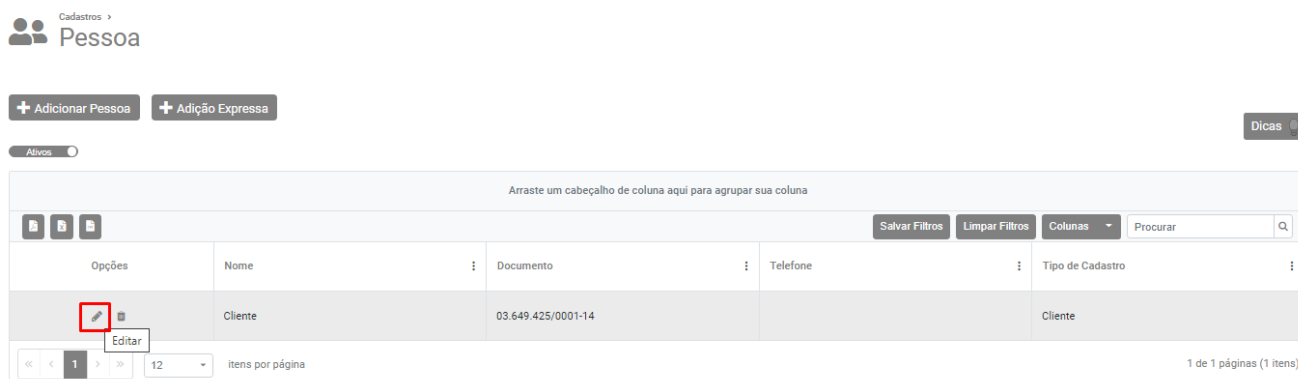 Cadastros >
Pessoa
Adicionar Pessoa Adição Expressa
Dicas
Ativos
Arraste um cabeçalho de coluna aqui para agrupar sua coluna
Salvar Filtros Limpar Filtros Colunas Procurar
Opções Nome Documento Telefone Tipo de Cadastro
Cliente 03.649.425/0001-14 Cliente
Editar
« < 1 > » 12 itens por página 1 de 1 páginas (1 itens)